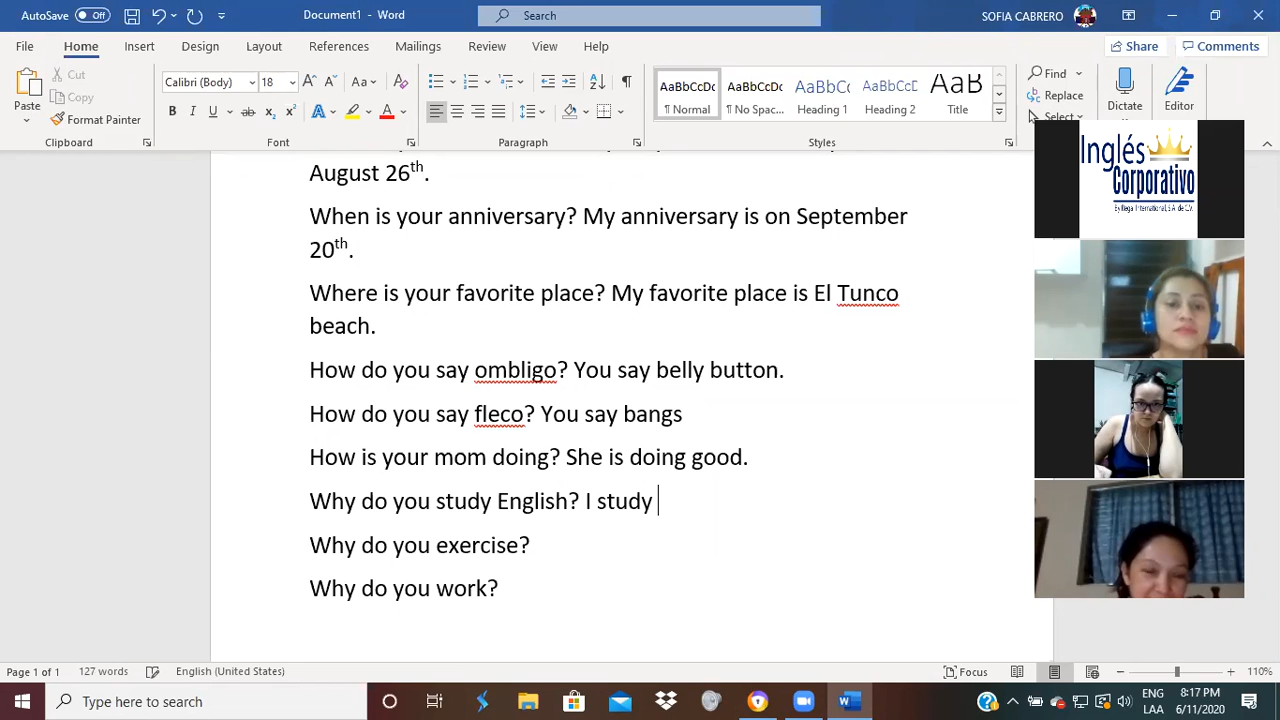 AutoSave Off Document1 - Word Search SOFIA CABRERO
File Home Insert Design Layout References Mailings Review View Help Share Comments
Paste Cut Copy Format Painter
Calibri (Body) 18
AaBbCcDc AaBbCcDc AaBbCc AaBbCcE AaB
¶ Normal ¶ No Spac... Heading 1 Heading 2 Title
Find Replace Select
Dictate Editor
Clipboard Font Paragraph Styles
August 26th.
When is your anniversary? My anniversary is on September
20th.
Where is your favorite place? My favorite place is El Tunco
beach.
How do you say ombligo? You say belly button.
How do you say fleco? You say bangs
How is your mom doing? She is doing good.
Why do you study English? I study
Why do you exercise?
Why do you work?
Inglés
Corporativo
Page 1 of 1 127 words English (United States) Focus 110%
Type here to search
ENG 8:17 PM
LAA 6/11/2020